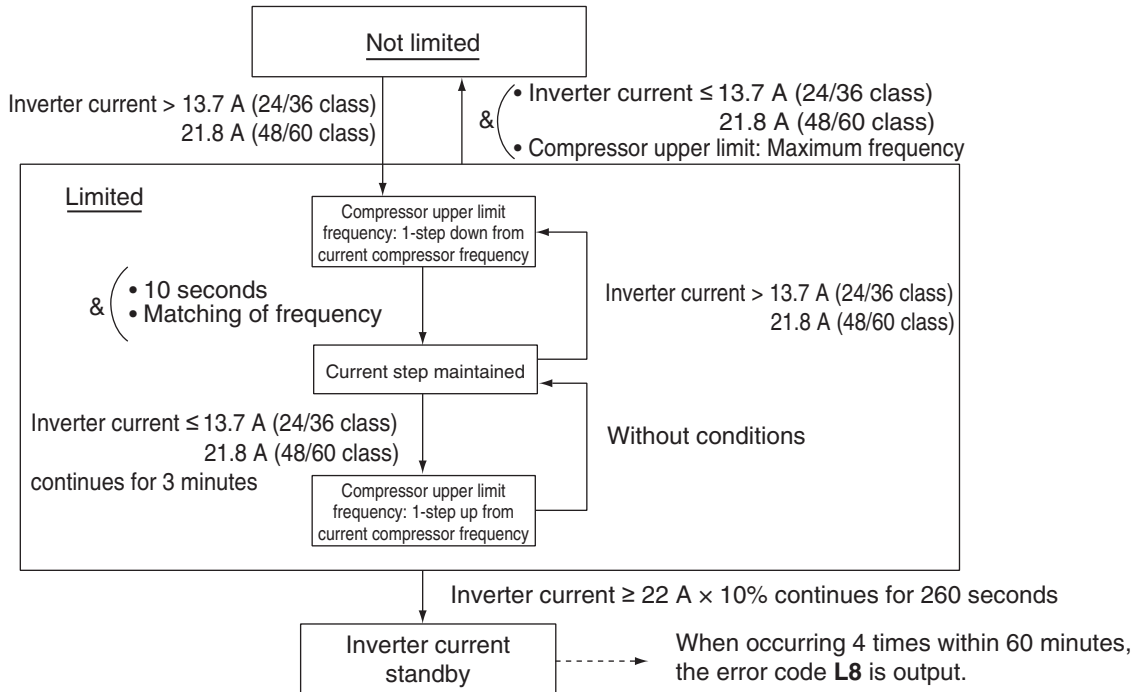 Not limited
Inverter current > 13.7 A (24/36 class)
21.8 A (48/60 class)
&
• Inverter current ≤ 13.7 A (24/36 class)
21.8 A (48/60 class)
• Compressor upper limit: Maximum frequency
Limited
Compressor upper limit
frequency: 1-step down from
current compressor frequency
&
• 10 seconds
• Matching of frequency
Inverter current > 13.7 A (24/36 class)
21.8 A (48/60 class)
Current step maintained
Inverter current ≤ 13.7 A (24/36 class)
21.8 A (48/60 class)
continues for 3 minutes
Without conditions
Compressor upper limit
frequency: 1-step up from
current compressor frequency
Inverter current ≥ 22 A × 10% continues for 260 seconds
Inverter current
standby
When occurring 4 times within 60 minutes,
the error code L8 is output.